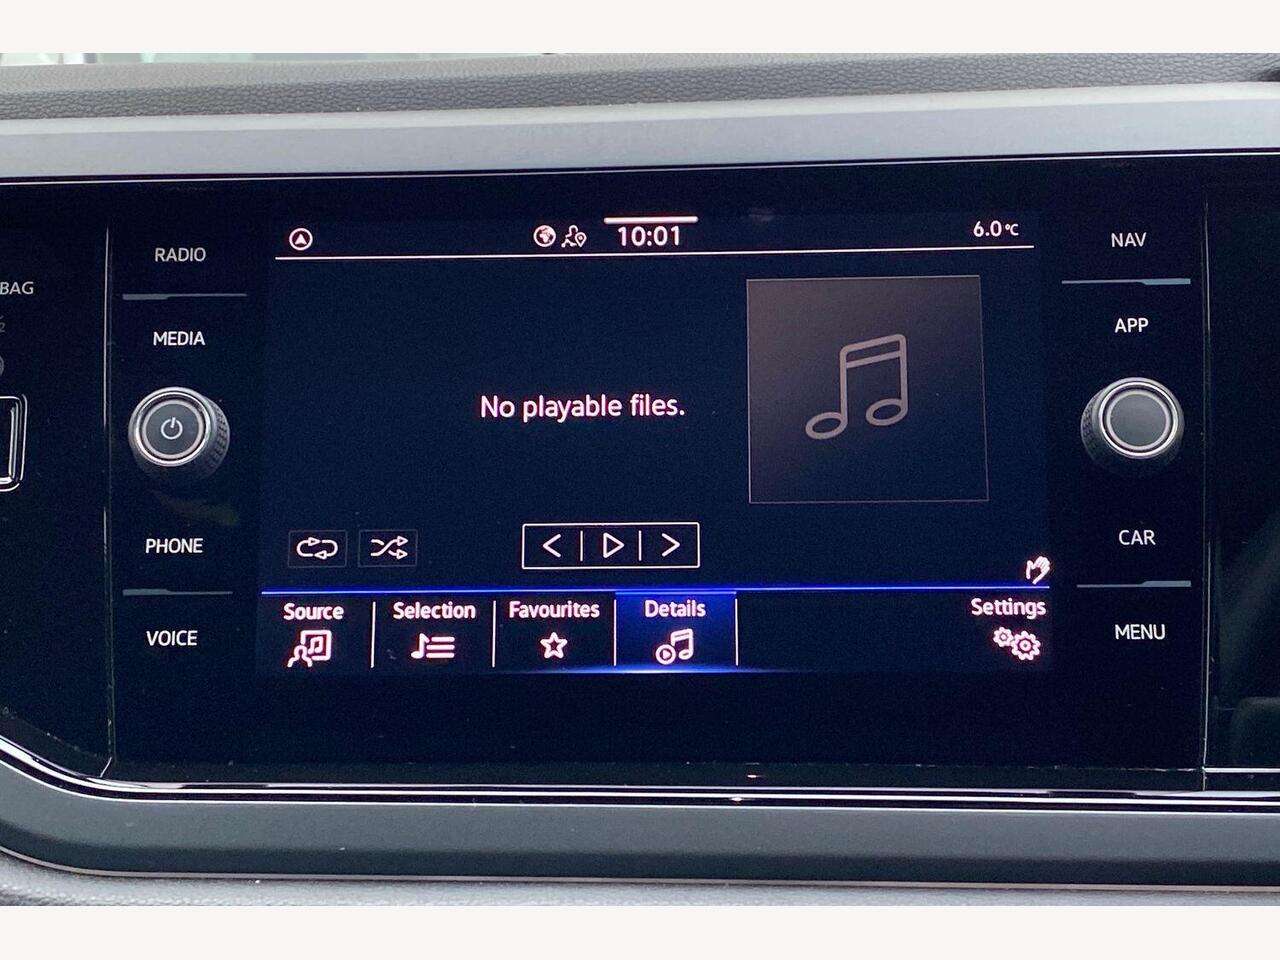 RADIO
MEDIA
PHONE
VOICE
BAG
10:01
6.0°C
No playable files.
Source
Selection
Favourites
Details
Settings
NAV
APP
CAR
MENU